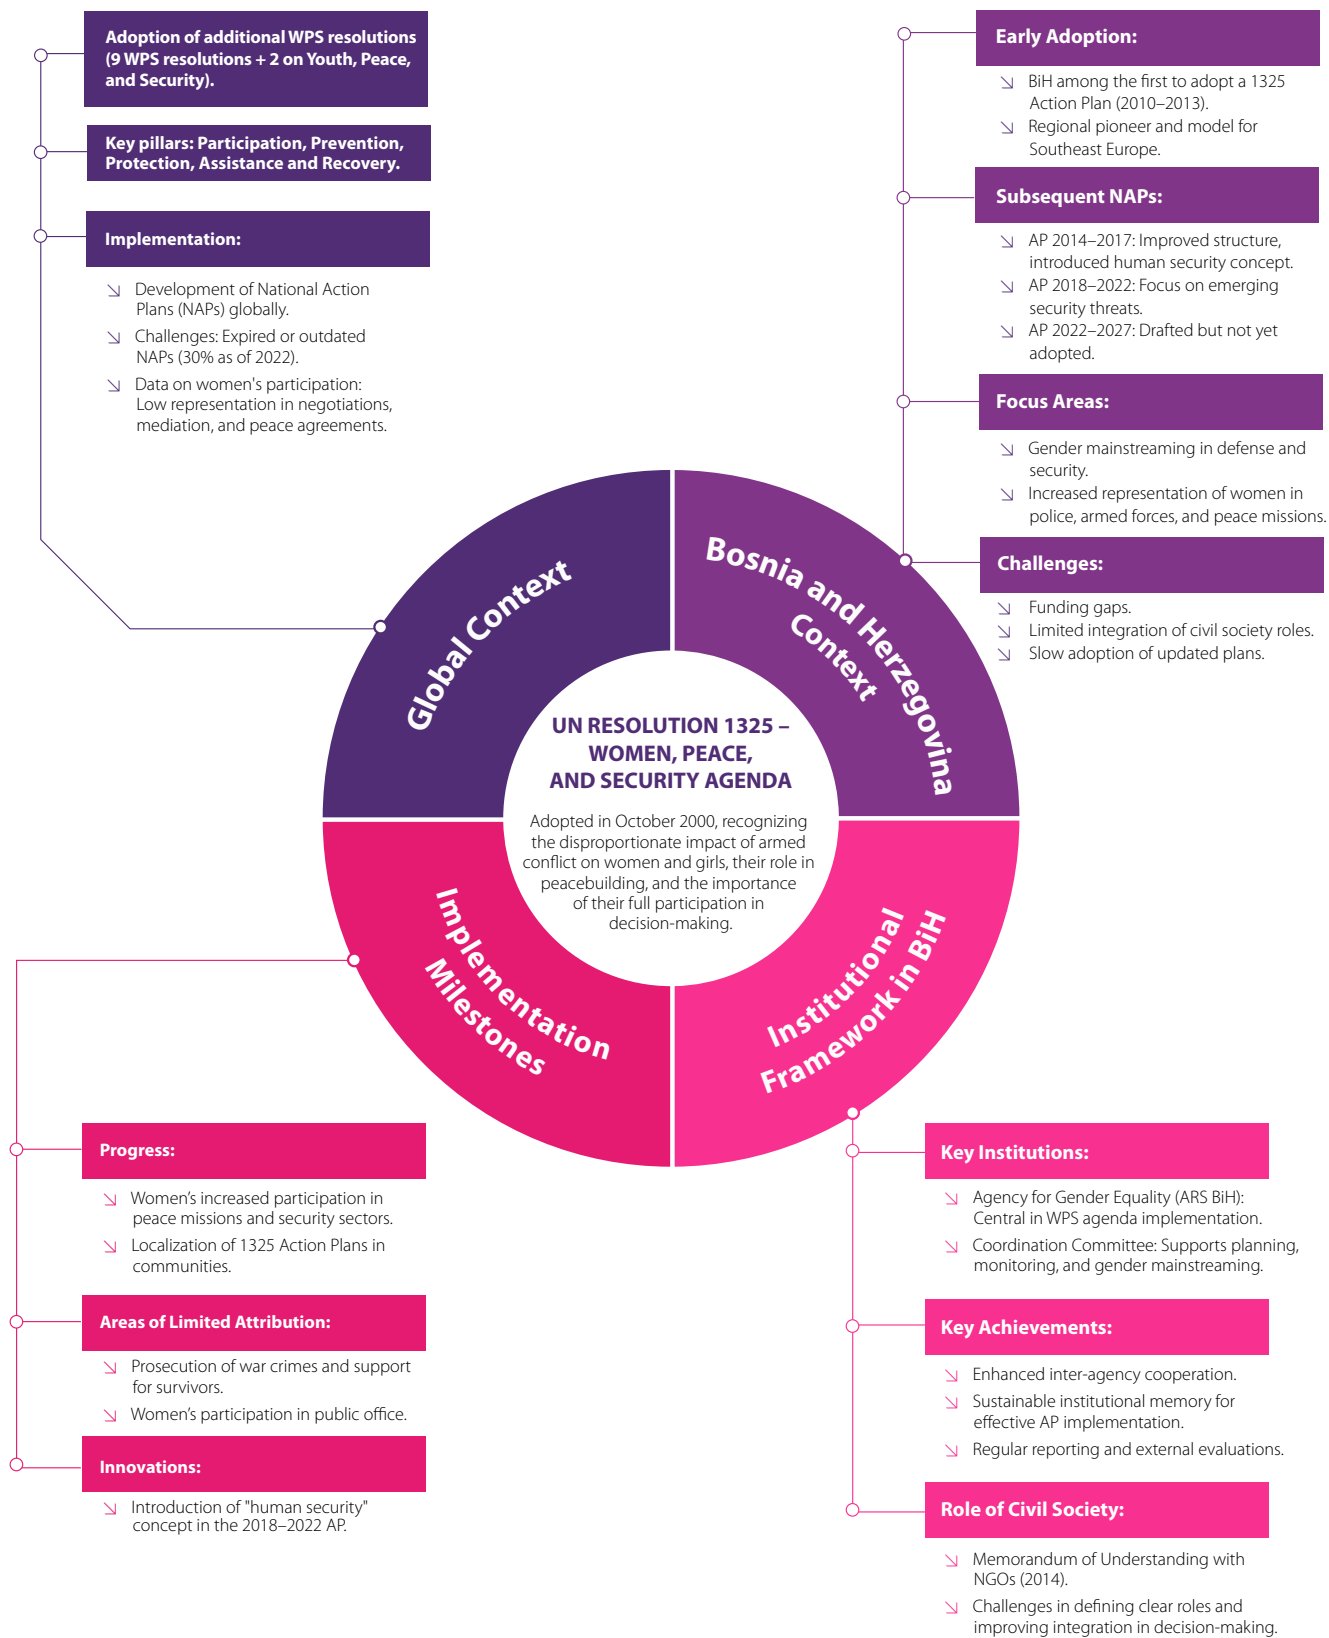 Adoption of additional WPS resolutions
(9 WPS resolutions + 2 on Youth, Peace,
and Security).
Key pillars: Participation, Prevention,
Protection, Assistance and Recovery.
Implementation:
Development of National Action
Plans (NAPs) globally.
Challenges: Expired or outdated
NAPs (30% as of 2022).
Data on women's participation:
Low representation in negotiations,
mediation, and peace agreements.
Early Adoption:
BiH among the first to adopt a 1325
Action Plan (2010–2013).
Regional pioneer and model for
Southeast Europe.
Subsequent NAPs:
AP 2014–2017: Improved structure,
introduced human security concept.
AP 2018–2022: Focus on emerging
security threats.
AP 2022–2027: Drafted but not yet
adopted.
Focus Areas:
Gender mainstreaming in defense and
security.
Increased representation of women in
police, armed forces, and peace missions.
Challenges:
Funding gaps.
Limited integration of civil society roles.
Slow adoption of updated plans.
Global Context
Bosnia and Herzegovina
Context
UN RESOLUTION 1325 –
WOMEN, PEACE,
AND SECURITY AGENDA
Adopted in October 2000, recognizing
the disproportionate impact of armed
conflict on women and girls, their role in
peacebuilding, and the importance
of their full participation in
decision-making.
Implementation
Milestones
Institutional
Framework in BiH
Progress:
Women’s increased participation in
peace missions and security sectors.
Localization of 1325 Action Plans in
communities.
Areas of Limited Attribution:
Prosecution of war crimes and support
for survivors.
Women’s participation in public office.
Innovations:
Introduction of "human security"
concept in the 2018–2022 AP.
Key Institutions:
Agency for Gender Equality (ARS BiH):
Central in WPS agenda implementation.
Coordination Committee: Supports planning,
monitoring, and gender mainstreaming.
Key Achievements:
Enhanced inter-agency cooperation.
Sustainable institutional memory for
effective AP implementation.
Regular reporting and external evaluations.
Role of Civil Society:
Memorandum of Understanding with
NGOs (2014).
Challenges in defining clear roles and
improving integration in decision-making.